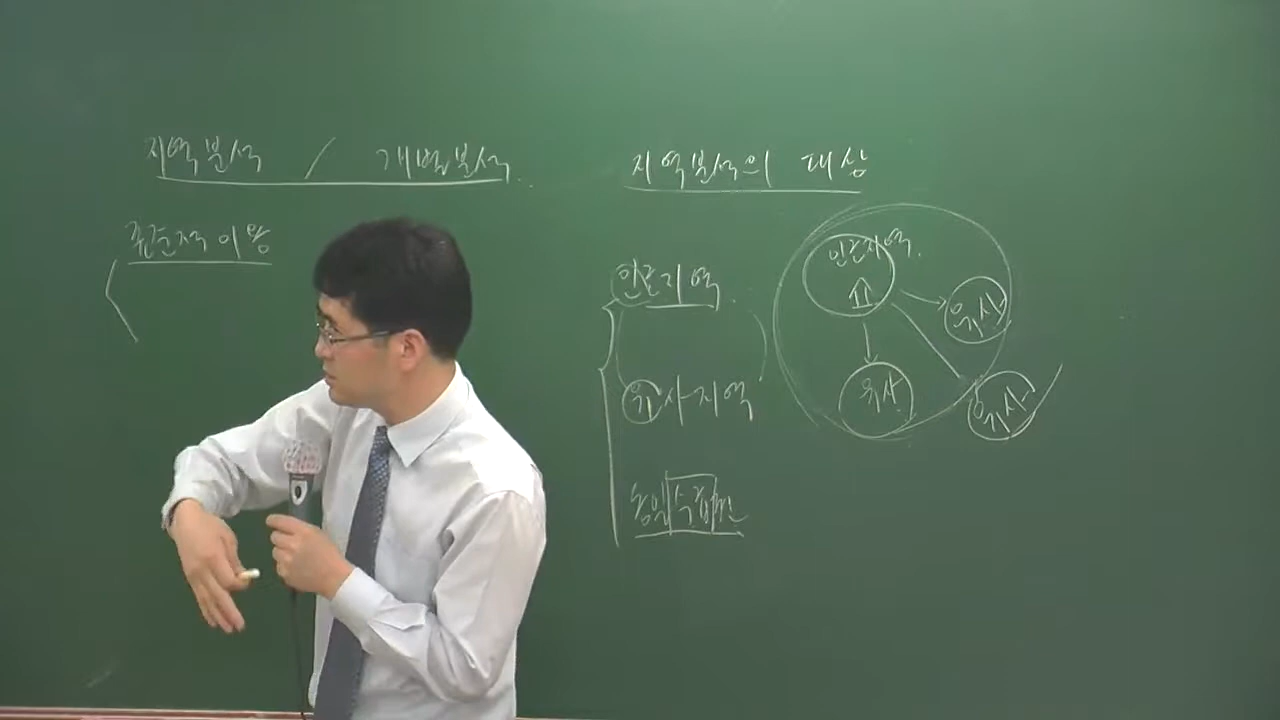 지역분석 / 개별분석
표준적 이용
지역분석의 대상
인근지역
유사지역
동일수급권
인근지역
유사
유사
유사